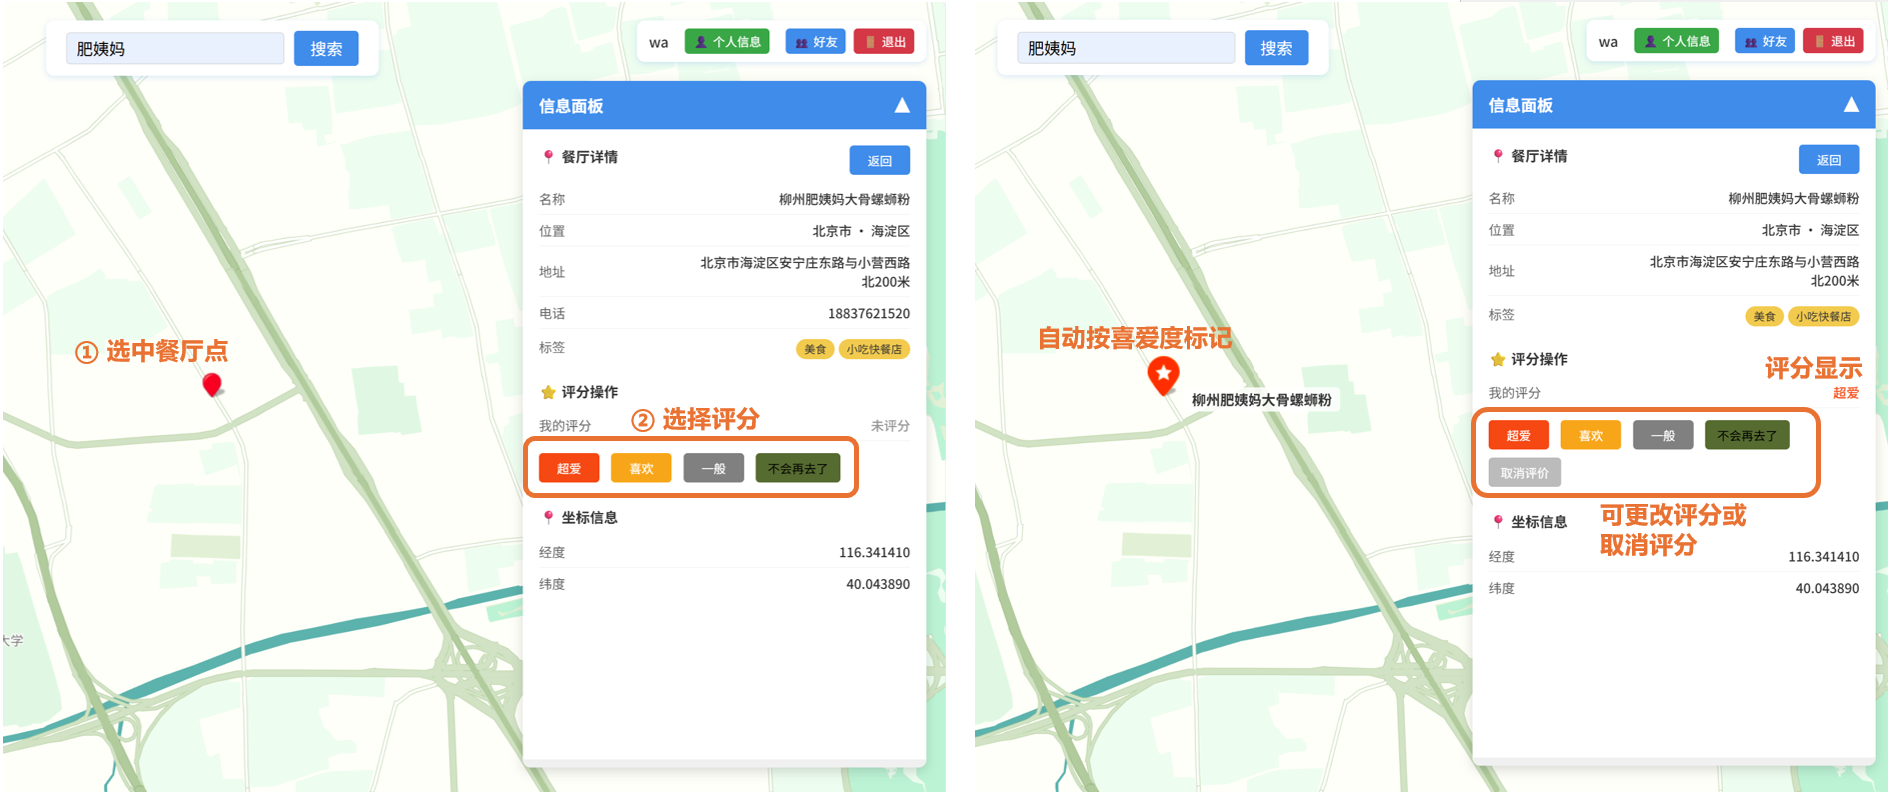 肥姨妈
搜索
wa
个人信息
好友
退出
信息面板
餐厅详情
返回
名称
柳州肥姨妈大骨螺蛳粉
位置
北京市 • 海淀区
地址
北京市海淀区安宁庄东路与小营西路
北200米
电话
18837621520
标签
美食
小吃快餐店
① 选中餐厅点
评分操作
我的评分
② 选择评分
未评分
超爱
喜欢
一般
不会再去了
坐标信息
经度
116.341410
纬度
40.043890
大学
肥姨妈
搜索
wa
个人信息
好友
退出
信息面板
餐厅详情
返回
名称
柳州肥姨妈大骨螺蛳粉
位置
北京市 • 海淀区
地址
北京市海淀区安宁庄东路与小营西路
北200米
标签
美食
小吃快餐店
自动按喜爱度标记
柳州肥姨妈大骨螺蛳粉
评分操作
评分显示
我的评分
超爱
超爱
喜欢
一般
不会再去了
取消评价
可更改评分或
取消评分
坐标信息
经度
116.341410
纬度
40.043890